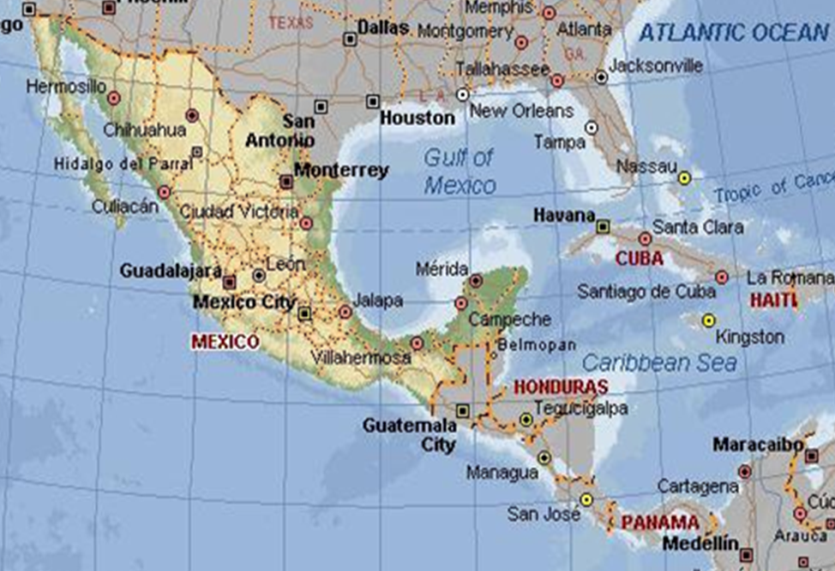 Memphis
TEXAS
Dallas
Montgomery
Atlanta
ATLANTIC OCEAN
GA.
Tallahassee
Jacksonville
Hermosillo
L A
San
Antonio
Houston
New Orleans
Chihuahua
Tampa
Hidalgo del Parral
Gulf of
Mexico
Monterrey
Nassau
Tropic of Cance
Culiacán
Ciudad Victoria
Havana
Santa Clara
CUBA
Guadalajara
León
Mérida
La Romana
Santiago de Cuba
HAITI
Mexico City
Jalapa
Campeche
Kingston
MEXICO
Villahermosa
Belmopan
Caribbean Sea
HONDURAS
Guatemala
City
Tegucigalpa
Maracaibo
Managua
Cartagena
San José
PANAMA
Medellín
Arauca